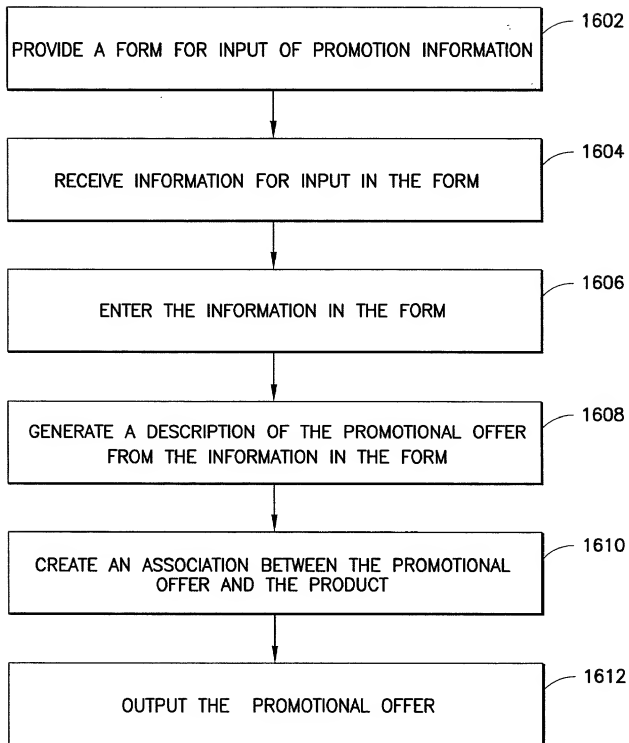 1602
PROVIDE A FORM FOR INPUT OF PROMOTION INFORMATION
1604
RECEIVE INFORMATION FOR INPUT IN THE FORM
1606
ENTER THE INFORMATION IN THE FORM
1608
GENERATE A DESCRIPTION OF THE PROMOTIONAL OFFER
FROM THE INFORMATION IN THE FORM
1610
CREATE AN ASSOCIATION BETWEEN THE PROMOTIONAL
OFFER AND THE PRODUCT
1612
OUTPUT THE PROMOTIONAL OFFER